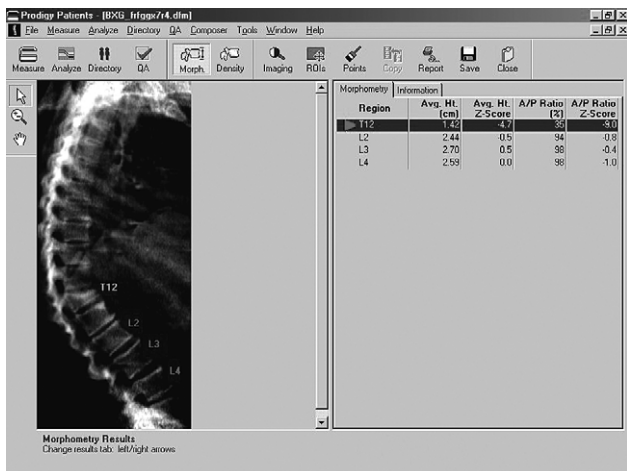 Prodigy Patients - [BXG_frfggx7r4.dfm]
File Measure Analyze Directory QA Composer Tools Window Help
Measure Analyze Directory QA Morph. Density Imaging ROIs Points Copy Report Save Close
Morphometry Information
Region Avg. Ht. (cm) Avg. Ht. Z-Score A/P Ratio (%) A/P Ratio Z-Score
T12 1.42 -4.7 35 -9.0
L2 2.44 -0.5 94 -0.8
L3 2.70 0.5 98 -0.4
L4 2.59 0.0 98 -1.0
T12
L2
L3
L4
Morphometry Results
Change results tab: left/right arrows